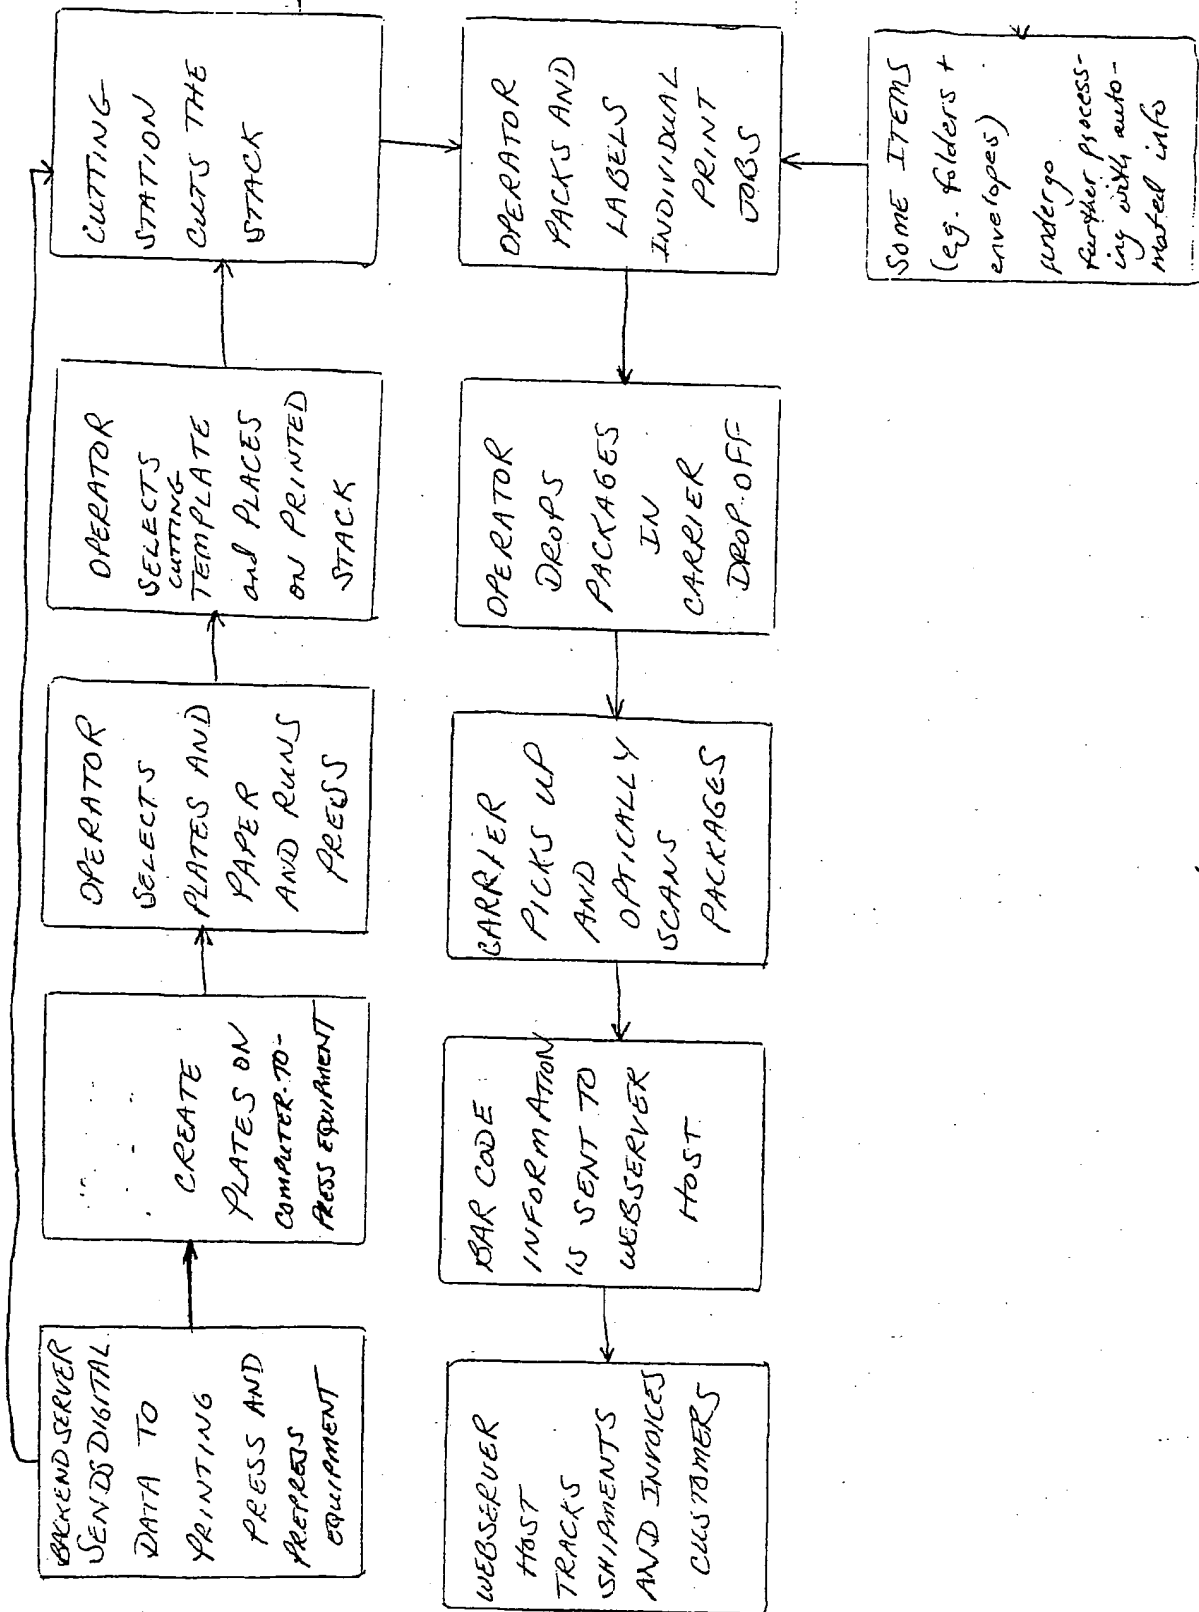 BACKEND SERVER
SENDS DIGITAL
DATA TO
PRINTING
PRESS AND
PREPRESS
EQUIPMENT
CREATE
PLATES ON
COMPUTER-TO-
PRESS EQUIPMENT
OPERATOR
SELECTS
PLATES AND
PAPER
AND RUNS
PRESS
OPERATOR
SELECTS
CUTTING
TEMPLATE
and PLACES
ON PRINTED
STACK
CUTTING
STATION
CUTS THE
STACK
OPERATOR
PACKS AND
LABELS
INDIVIDUAL
PRINT
JOBS
OPERATOR
DROPS
PACKAGES
IN
CARRIER
DROP-OFF
CARRIER
PICKS UP
AND
OPTICALLY
SCANS
PACKAGES
BAR CODE
INFORMATION
IS SENT TO
WEBSERVER
HOST
WEBSERVER
HOST
TRACKS
SHIPMENTS
AND INVOICES
CUSTOMERS
SOME ITEMS
(eg. folders +
envelopes)
undergo
further process-
ing with auto-
mated info